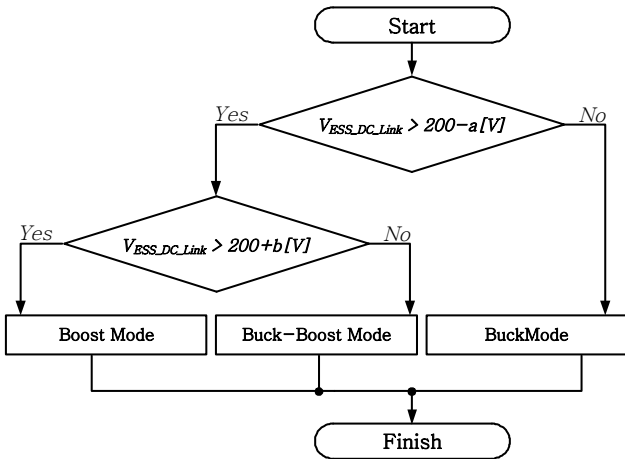 Start
V_ESS_DC_Link > 200-a[V]
Yes
No
V_ESS_DC_Link > 200+b[V]
Yes
No
Boost Mode
Buck-Boost Mode
BuckMode
Finish